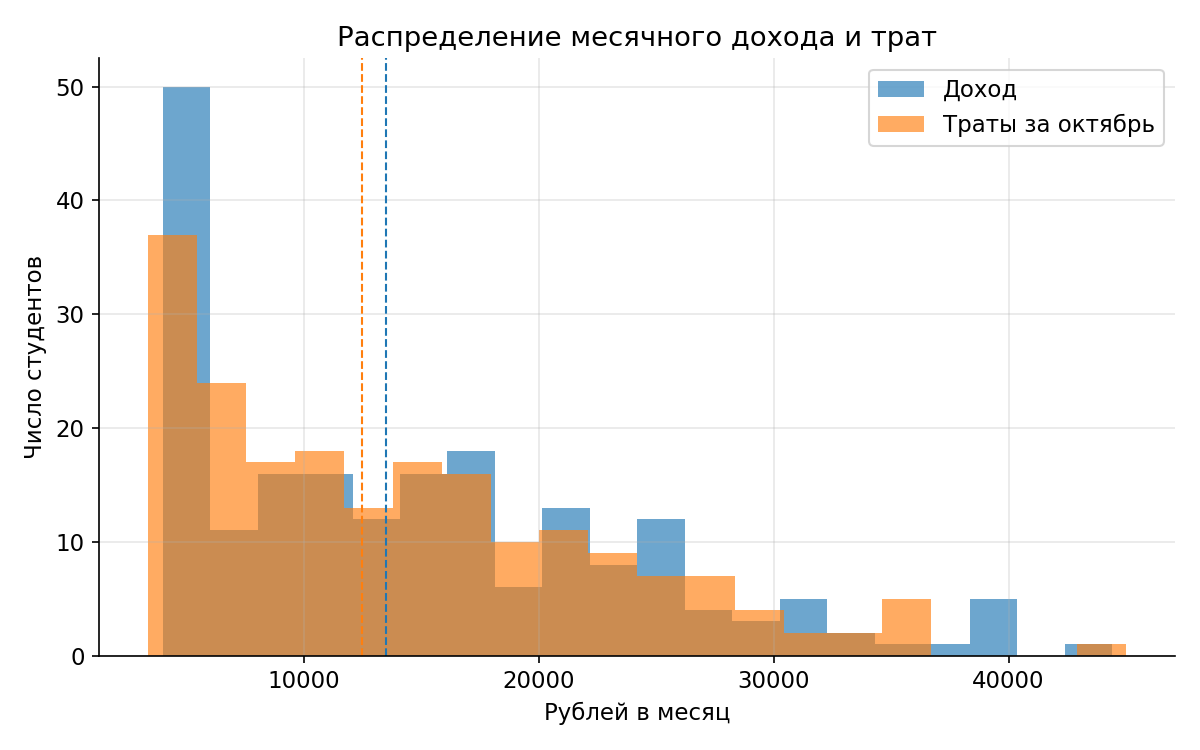 Распределение месячного дохода и трат
Доход
Траты за октябрь
Число студентов
50
40
30
20
10
0
10000 20000 30000 40000
Рублей в месяц